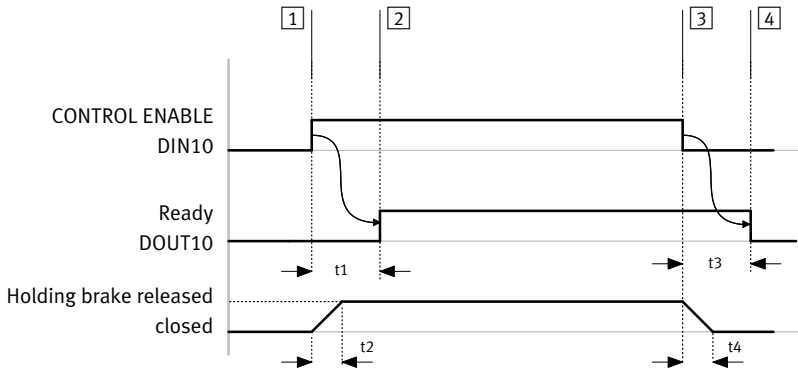 1 2 3 4
CONTROL ENABLE
DIN10
Ready
DOUT10
t1 t3
Holding brake released
closed
t2 t4